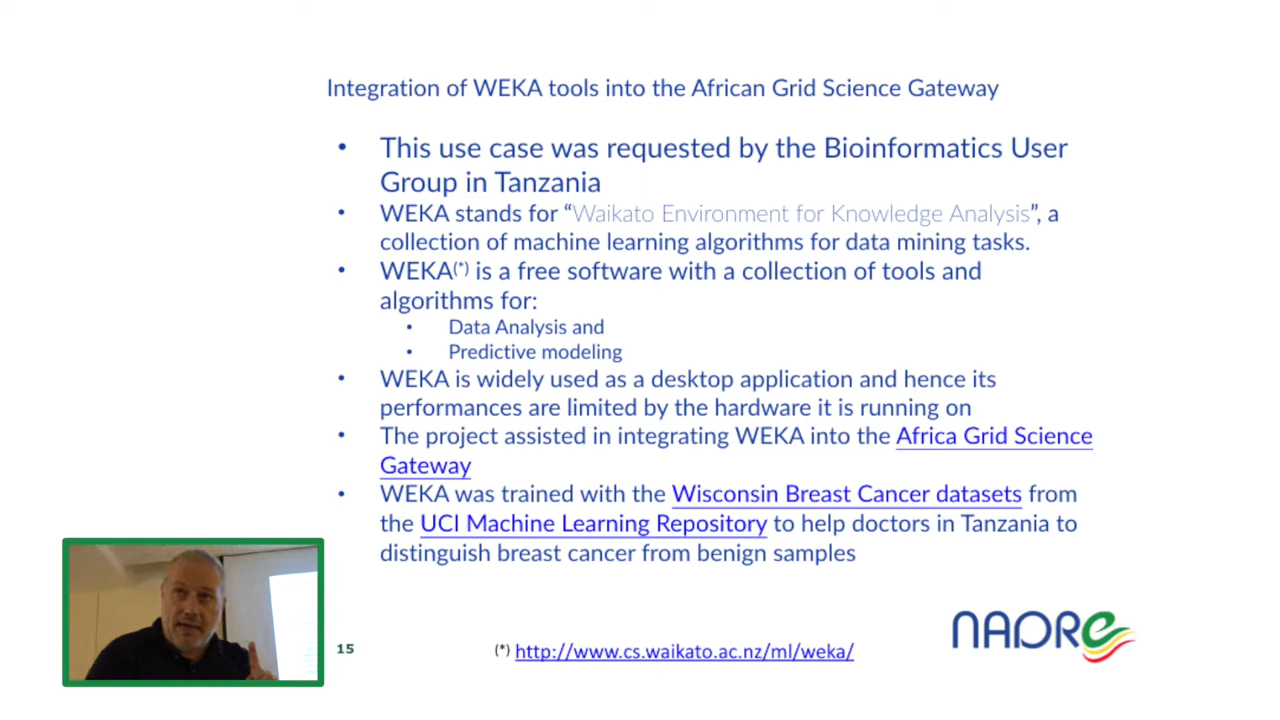 Integration of WEKA tools into the African Grid Science Gateway
• This use case was requested by the Bioinformatics User
Group in Tanzania
• WEKA stands for “Waikato Environment for Knowledge Analysis”, a
collection of machine learning algorithms for data mining tasks.
• WEKA(*) is a free software with a collection of tools and
algorithms for:
• Data Analysis and
• Predictive modeling
• WEKA is widely used as a desktop application and hence its
performances are limited by the hardware it is running on
• The project assisted in integrating WEKA into the Africa Grid Science
Gateway
• WEKA was trained with the Wisconsin Breast Cancer datasets from
the UCI Machine Learning Repository to help doctors in Tanzania to
distinguish breast cancer from benign samples
15
(*) http://www.cs.waikato.ac.nz/ml/weka/
NADRe